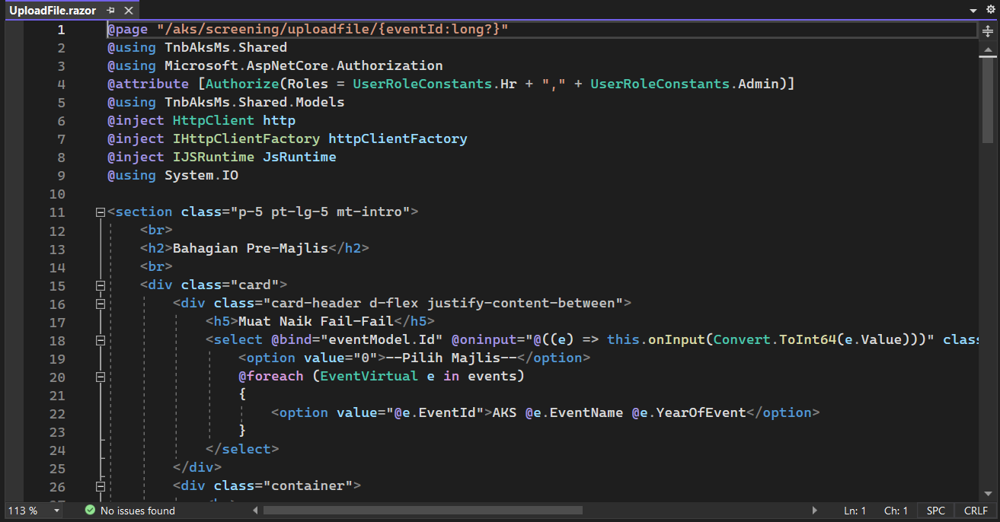 UploadFile.razor
1 @page "/aks/screening/uploadfile/{eventId:long?}"
2 @using TnbAksMs.Shared
3 @using Microsoft.AspNetCore.Authorization
4 @attribute [Authorize(Roles = UserRoleConstants.Hr + "," + UserRoleConstants.Admin)]
5 @using TnbAksMs.Shared.Models
6 @inject HttpClient http
7 @inject IHttpClientFactory httpClientFactory
8 @inject IJSRuntime JsRuntime
9 @using System.IO
10
11 <section class="p-5 pt-lg-5 mt-intro">
12 <br>
13 <h2>Bahagian Pre-Majlis</h2>
14 <br>
15 <div class="card">
16 <div class="card-header d-flex justify-content-between">
17 <h5>Muat Naik Fail-Fail</h5>
18 <select @bind="eventModel.Id" @oninput="@((e) => this.onInput(Convert.ToInt64(e.Value)))" clas
19 <option value="0">--Pilih Majlis--</option>
20 @foreach (EventVirtual e in events)
21 {
22 <option value="@e.EventId">AKS @e.EventName @e.YearOfEvent</option>
23 }
24 </select>
25 </div>
26 <div class="container">
113 % No issues found Ln: 1 Ch: 1 SPC CRLF